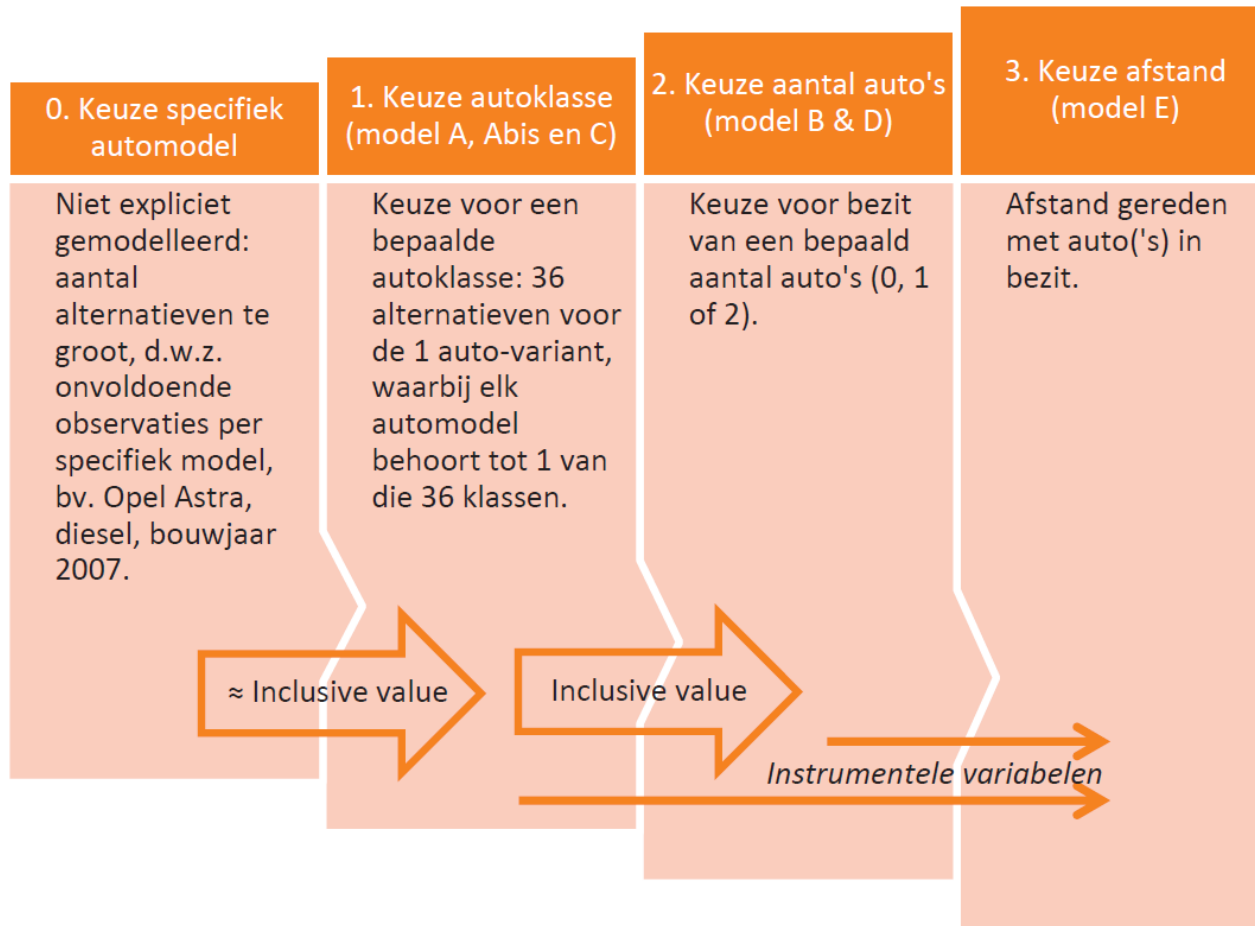 0. Keuze specifiek
automodel
Niet expliciet
gemodelleerd:
aantal
alternatieven te
groot, d.w.z.
onvoldoende
observaties per
specifiek model,
bv. Opel Astra,
diesel, bouwjaar
2007.
1. Keuze autoklasse
(model A, Abis en C)
Keuze voor een
bepaalde
autoklasse: 36
alternatieven voor
de 1 auto-variant,
waarbij elk
automodel
behoort tot 1 van
die 36 klassen.
2. Keuze aantal auto's
(model B & D)
Keuze voor bezit
van een bepaald
aantal auto's (0, 1
of 2).
3. Keuze afstand
(model E)
Afstand gereden
met auto('s) in
bezit.
≈ Inclusive value
Inclusive value
Instrumentele variabelen